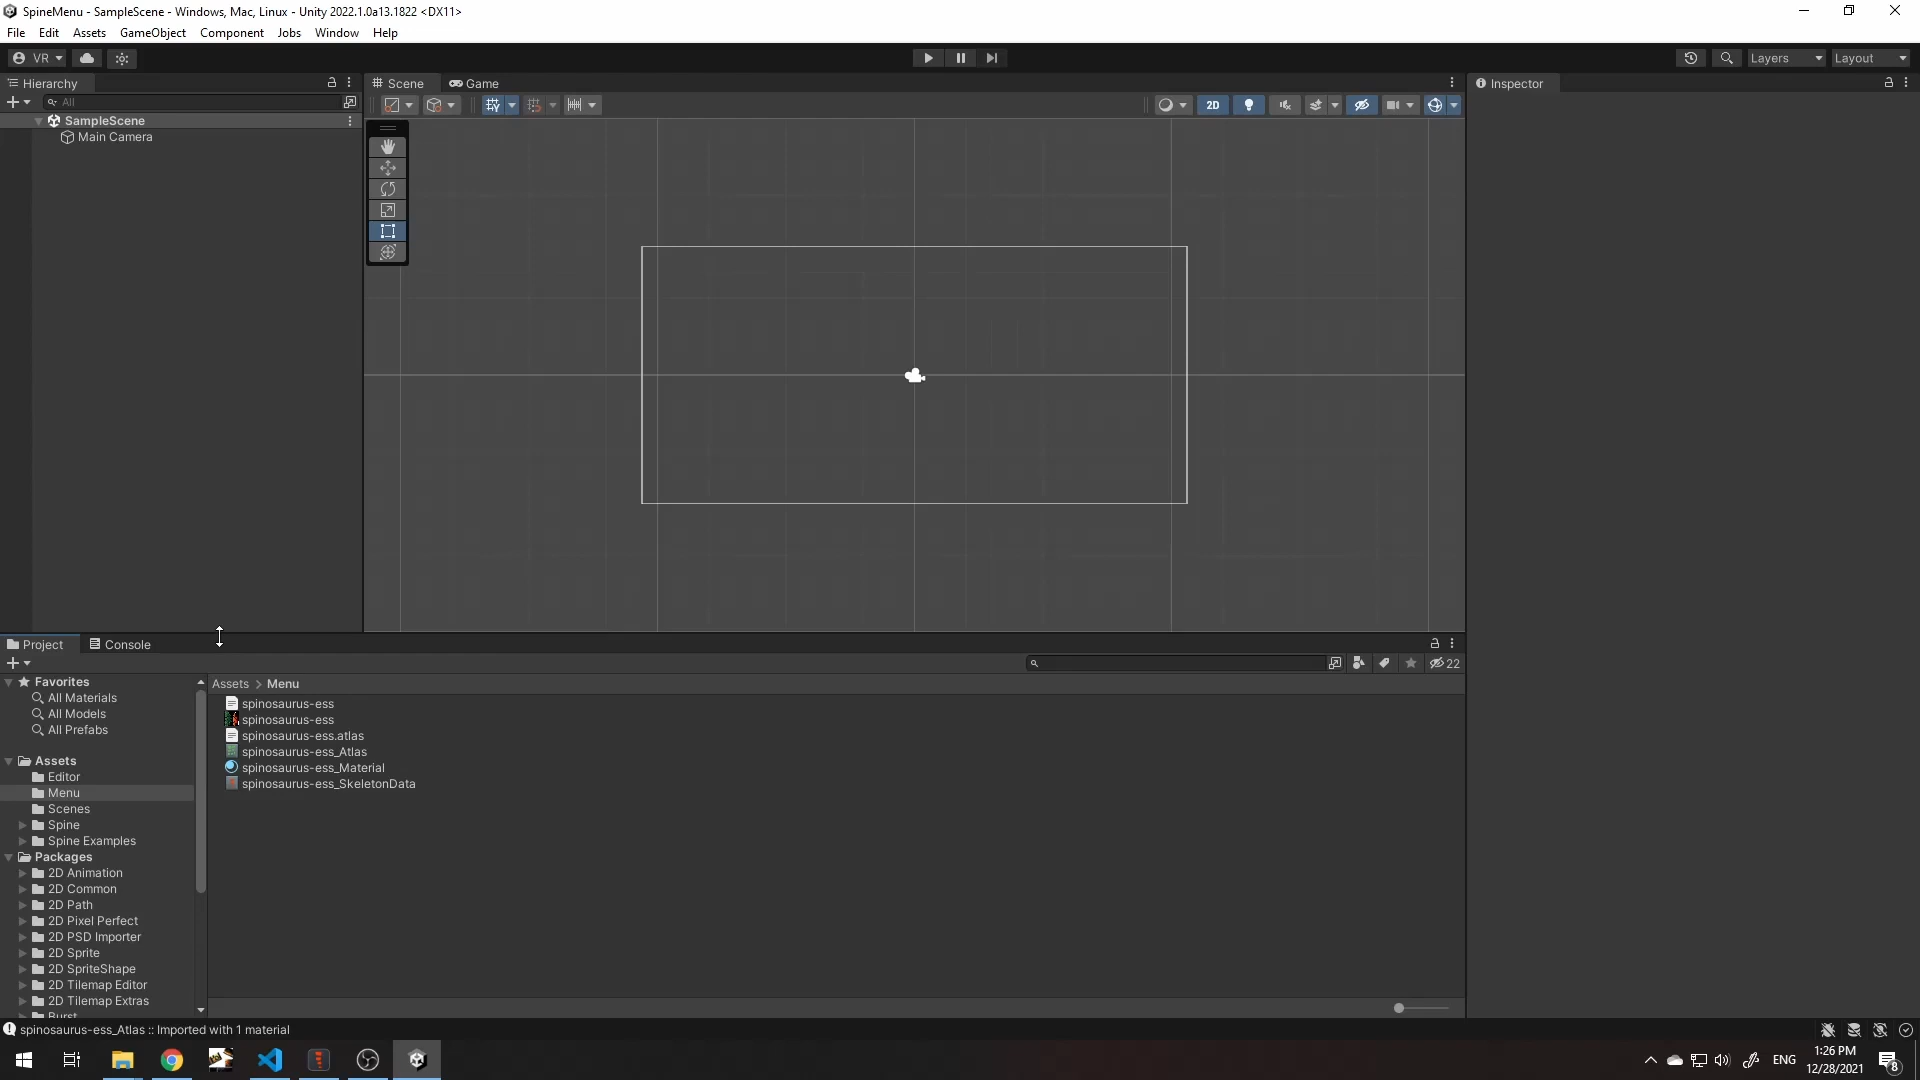 SpineMenu - SampleScene - Windows, Mac, Linux - Unity 2022.1.0a13.1822 <DX11>
File Edit Assets GameObject Component Jobs Window Help
VR Layers Layout
Hierarchy Scene Game Inspector
All 2D
SampleScene
Main Camera
Project Console
22
Favorites
All Materials
All Models
All Prefabs
Assets
Editor
Menu
Scenes
Spine
Spine Examples
Packages
2D Animation
2D Common
2D Path
2D Pixel Perfect
2D PSD Importer
2D Sprite
2D SpriteShape
2D Tilemap Editor
2D Tilemap Extras
Burst
Assets > Menu
spinosaurus-ess
spinosaurus-ess
spinosaurus-ess.atlas
spinosaurus-ess_Atlas
spinosaurus-ess_Material
spinosaurus-ess_SkeletonData
spinosaurus-ess_Atlas :: Imported with 1 material
ENG
1:26 PM
12/28/2021
8